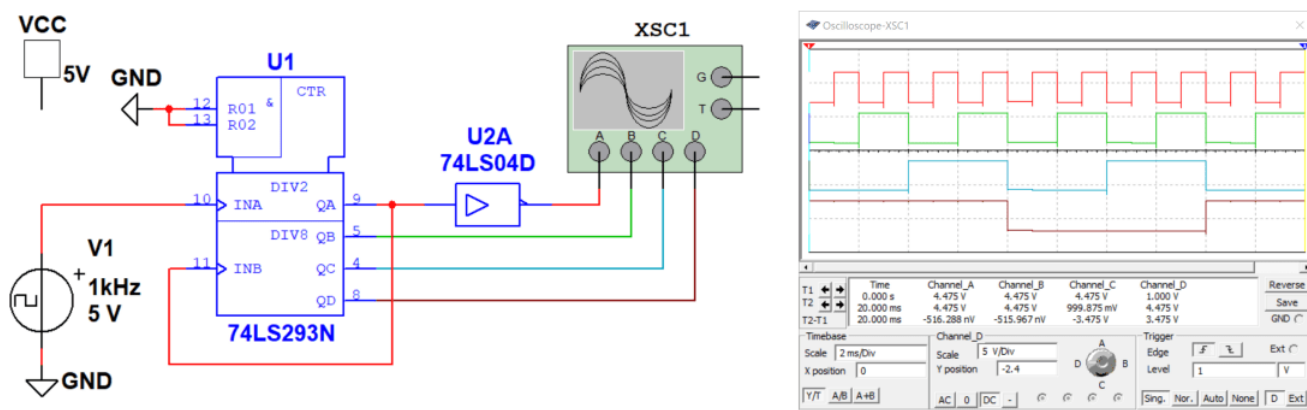 VCC
5V
GND
U1
CTR
&
12 R01
13 R02
DIV2
10 INA
QA 9
DIV8
QB 5
11 INB
QC 4
QD 8
74LS293N
V1
+
1kHz
5 V
GND
U2A
74LS04D
XSC1
G
T
A B C D
Oscilloscope-XSC1
Time Channel_A Channel_B Channel_C Channel_D
T1 0.000 s 4.475 V 4.475 V 4.475 V 1.000 V
T2 20.000 ms 4.475 V 4.475 V 999.875 mV 4.475 V
T2-T1 20.000 ms -516.288 nV -515.967 nV -3.475 V 3.475 V
Reverse
Save
GND
Timebase
Scale 2 ms/Div
X position 0
Y/T A/B A+B
Channel_D
Scale 5 V/Div
Y position -2.4
AC 0 DC -
A
D B
C
Trigger
Edge
Ext
Level 1 V
Sing. Nor. Auto None D Ext